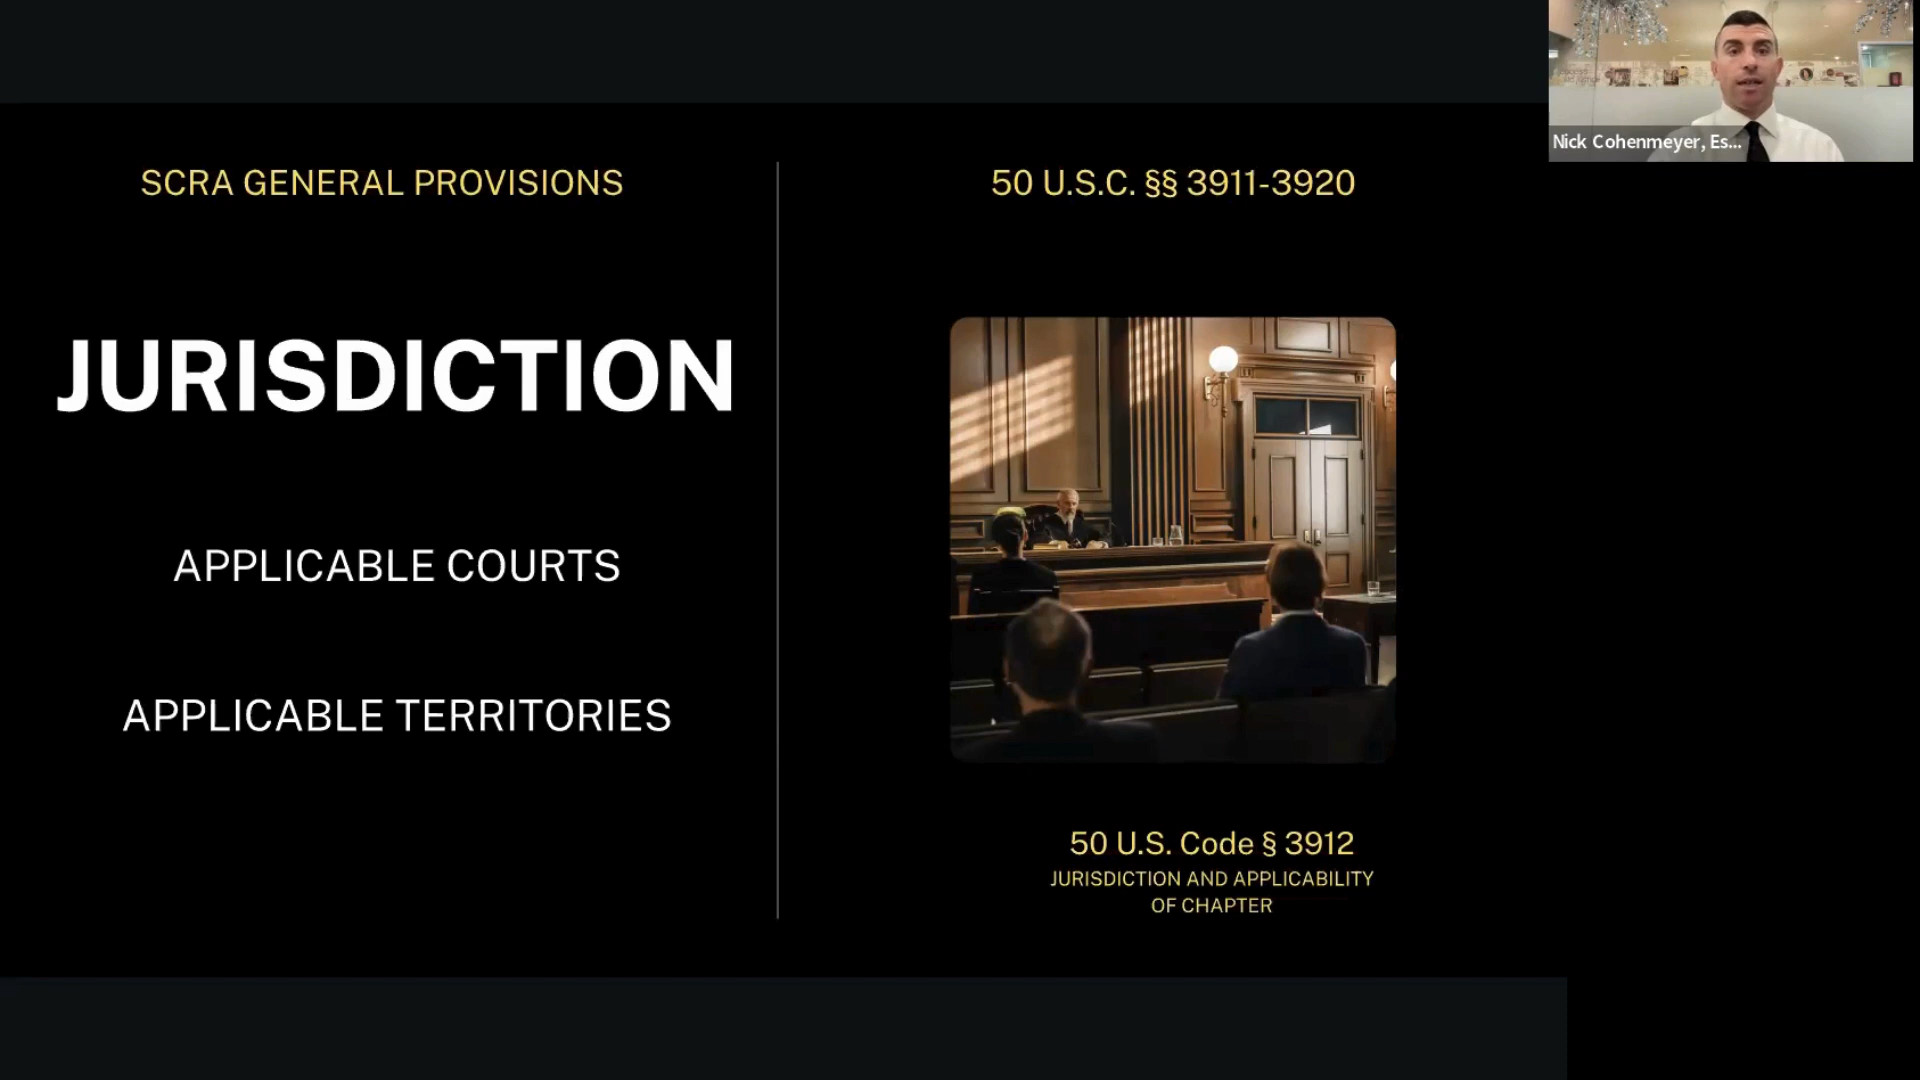 SCRA GENERAL PROVISIONS
50 U.S.C. §§ 3911-3920
JURISDICTION
APPLICABLE COURTS
APPLICABLE TERRITORIES
50 U.S. Code § 3912
JURISDICTION AND APPLICABILITY
OF CHAPTER
Nick Cohenmeyer, Es...